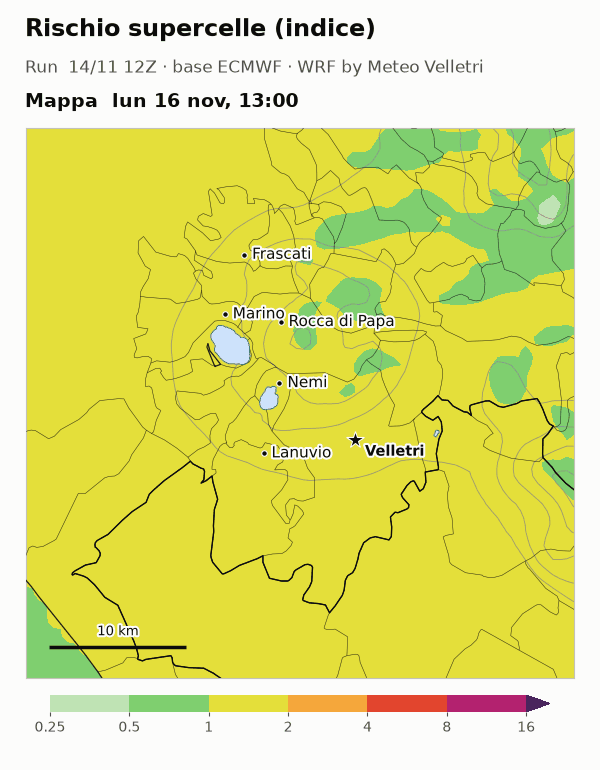 Rischio supercelle (indice)
Run  14/11 12Z · base ECMWF · WRF by Meteo Velletri
Mappa  lun 16 nov, 13:00
Frascati
Marino
Rocca di Papa
Nemi
Velletri
Lanuvio
10 km
0.25 0.5 1 2 4 8 16